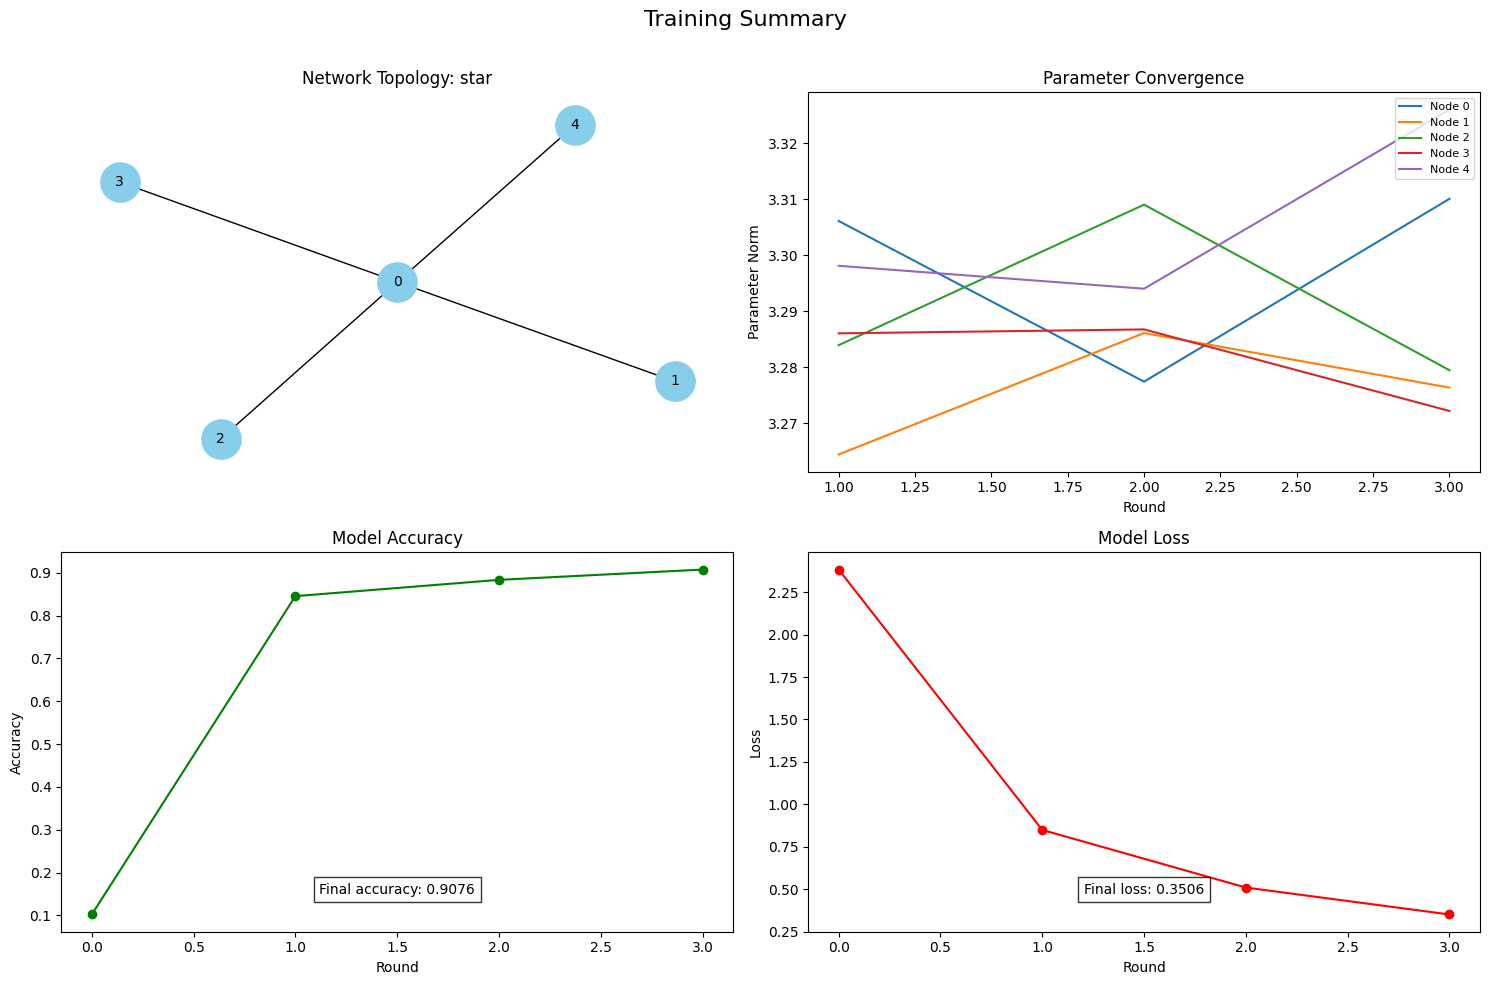 Training Summary
Network Topology: star
4
3
0
1
2
Parameter Convergence
Node 0
Node 1
Node 2
Node 3
Node 4
Parameter Norm
3.32
3.31
3.30
3.29
3.28
3.27
1.00 1.25 1.50 1.75 2.00 2.25 2.50 2.75 3.00
Round
Model Accuracy
Accuracy
0.9
0.8
0.7
0.6
0.5
0.4
0.3
0.2
0.1
Final accuracy: 0.9076
0.0 0.5 1.0 1.5 2.0 2.5 3.0
Round
Model Loss
Loss
2.25
2.00
1.75
1.50
1.25
1.00
0.75
0.50
0.25
Final loss: 0.3506
0.0 0.5 1.0 1.5 2.0 2.5 3.0
Round